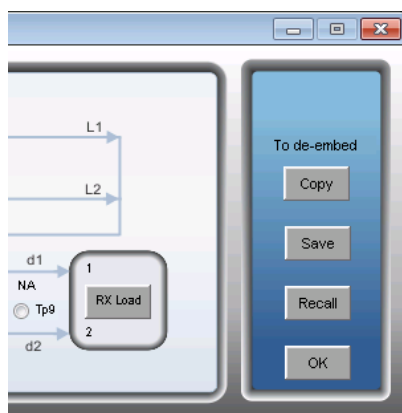 L1
L2
d1
NA
Tp9
d2
1
RX Load
2
To de-embed
Copy
Save
Recall
OK